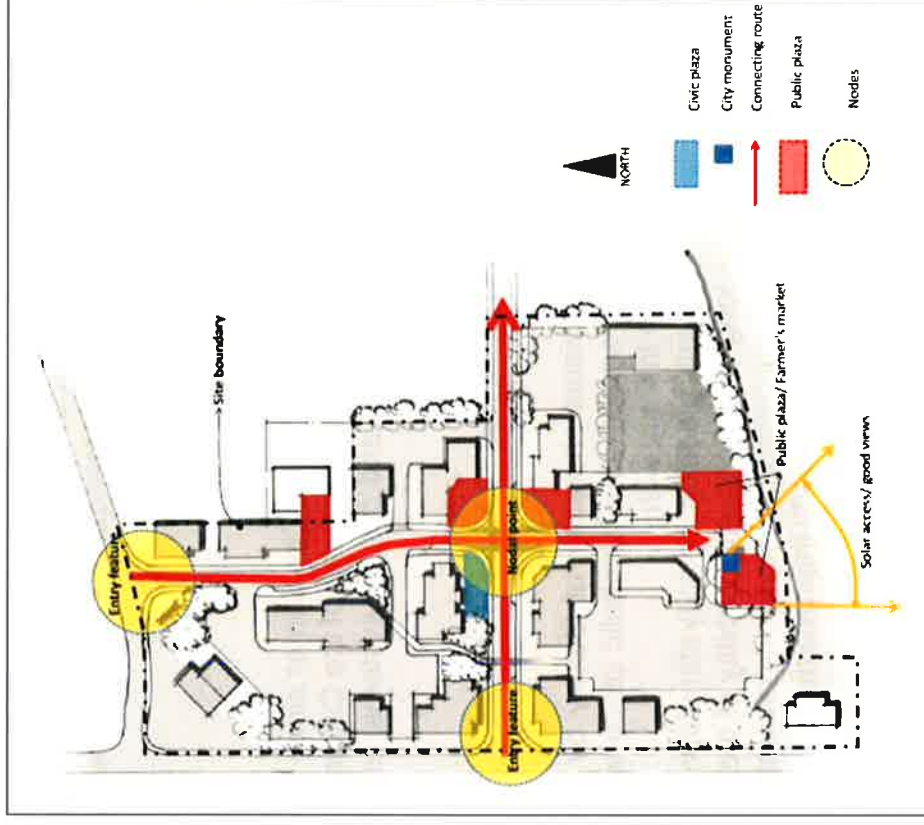 Entry feature
Site boundary
Nodal point
Entry feature
Public plaza/ Farmer's market
Solar access/ good views
NORTH
Civic plaza
City monument
Connecting route
Public plaza
Nodes